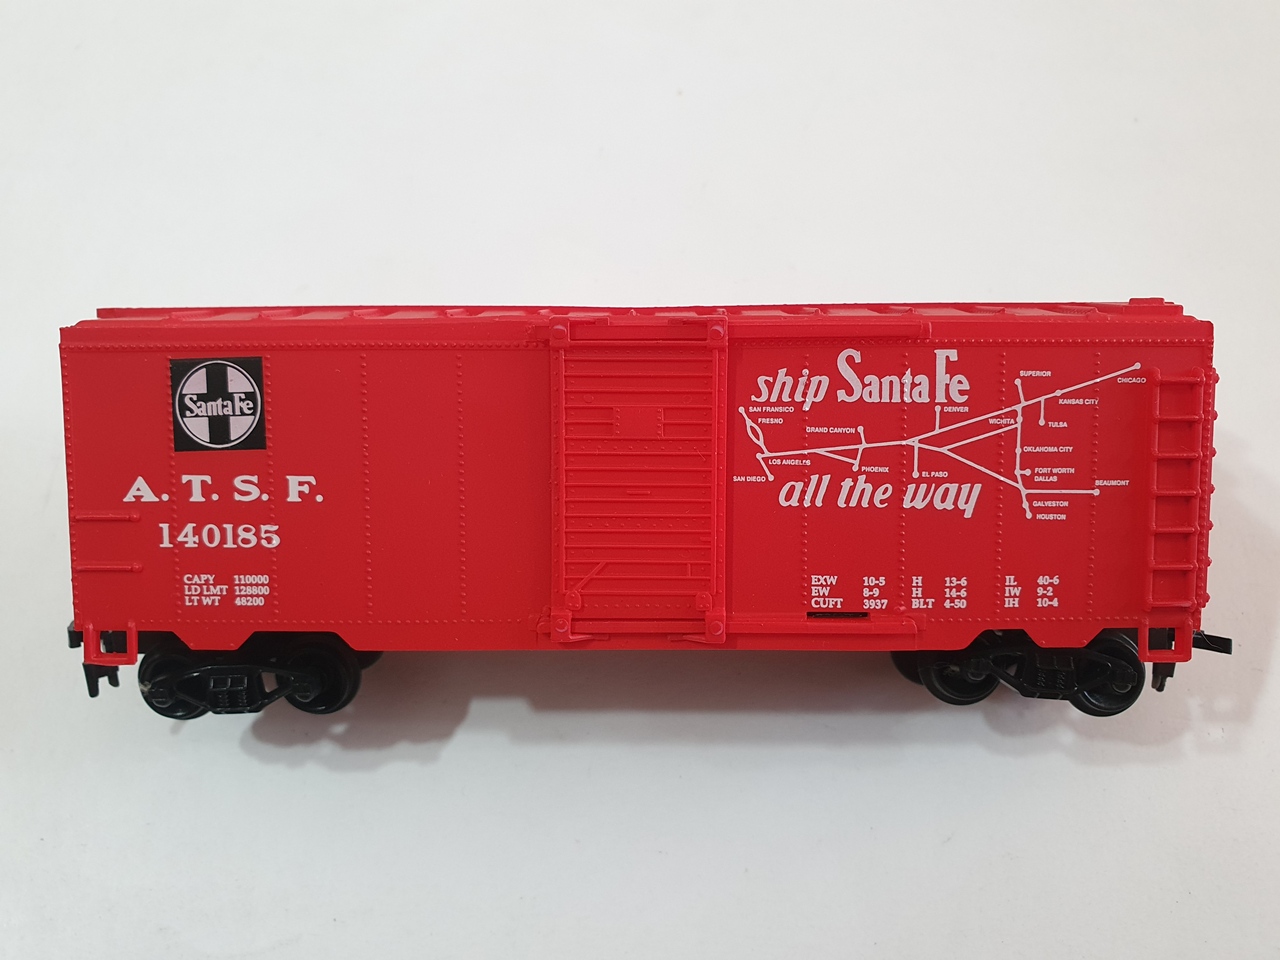 Santa Fe
A. T. S. F.
140185
CAPY 110000
LD LMT 128800
LT WT 48200
ship Santa Fe
all the way
SUPERIOR
CHICAGO
KANSAS CITY
SAN FRANSICO
DENVER
FRESNO
WICHITA
TULSA
GRAND CANYON
OKLAHOMA CITY
LOS ANGELES
PHOENIX
FORT WORTH
EL PASO
DALLAS
SAN DIEGO
BEAUMONT
GALVESTON
HOUSTON
EXW 10-5 H 13-6 IL 40-6
EW 8-9 H 14-6 IW 9-2
CUFT 3937 BLT 4-50 IH 10-4